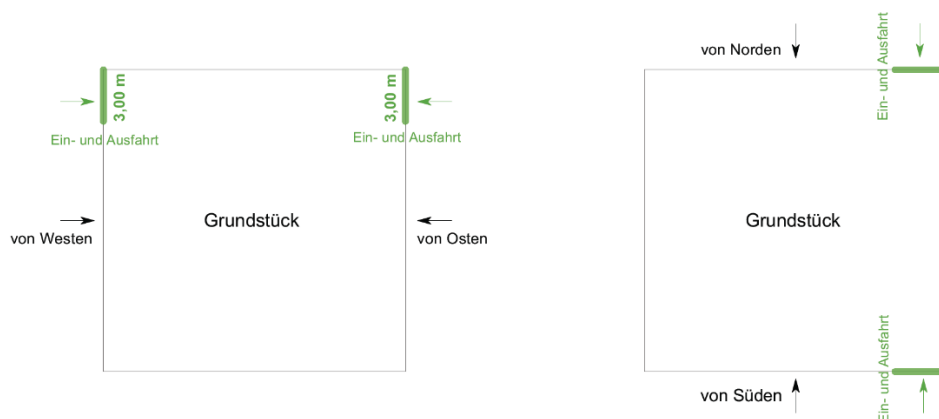 3,00 m
3,00 m
Ein- und Ausfahrt
Ein- und Ausfahrt
Grundstück
von Westen
von Osten
von Norden
Ein- und Ausfahrt
Grundstück
Ein- und Ausfahrt
von Süden